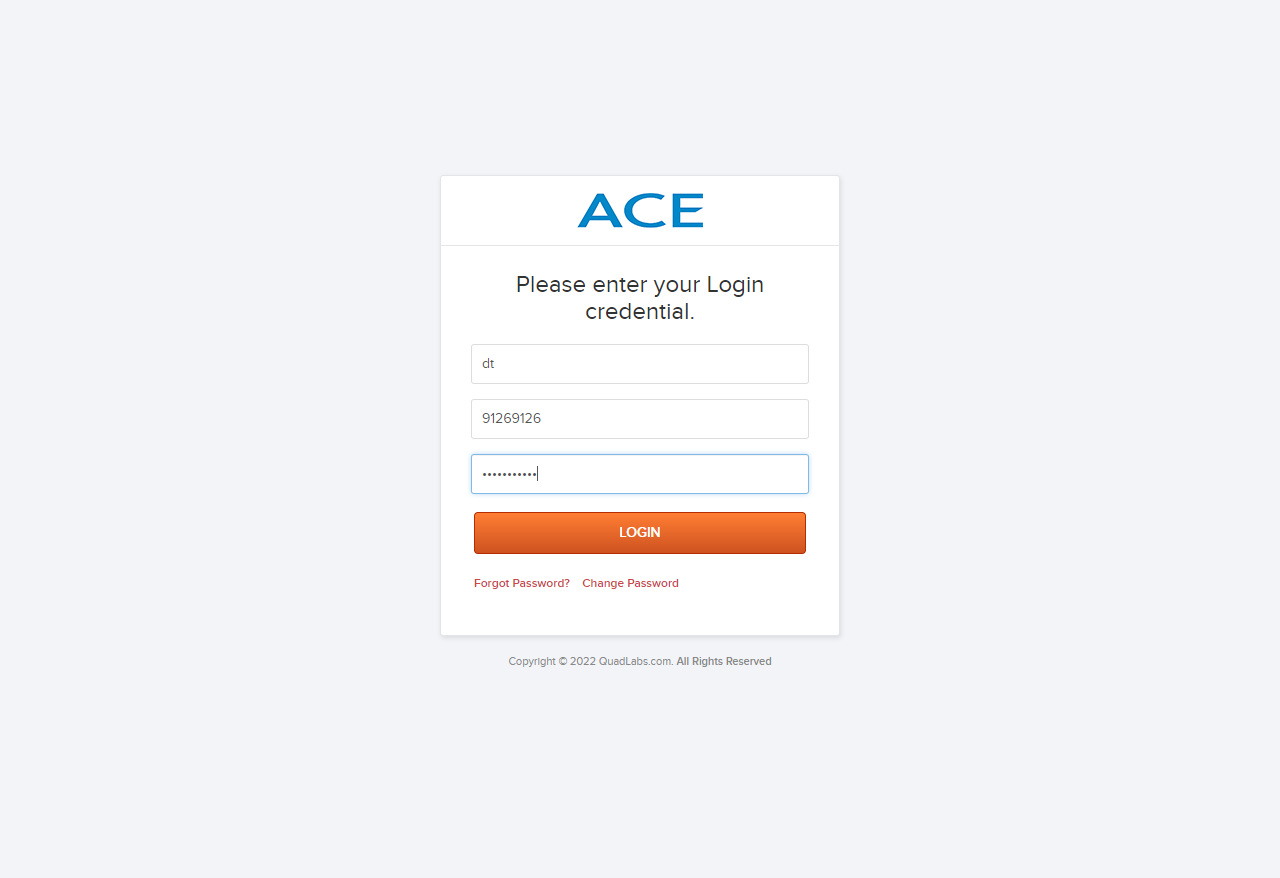 ACE
Please enter your Login
credential.
dt
91269126
•••••••••••
LOGIN
Forgot Password? Change Password
Copyright © 2022 QuadLabs.com. All Rights Reserved